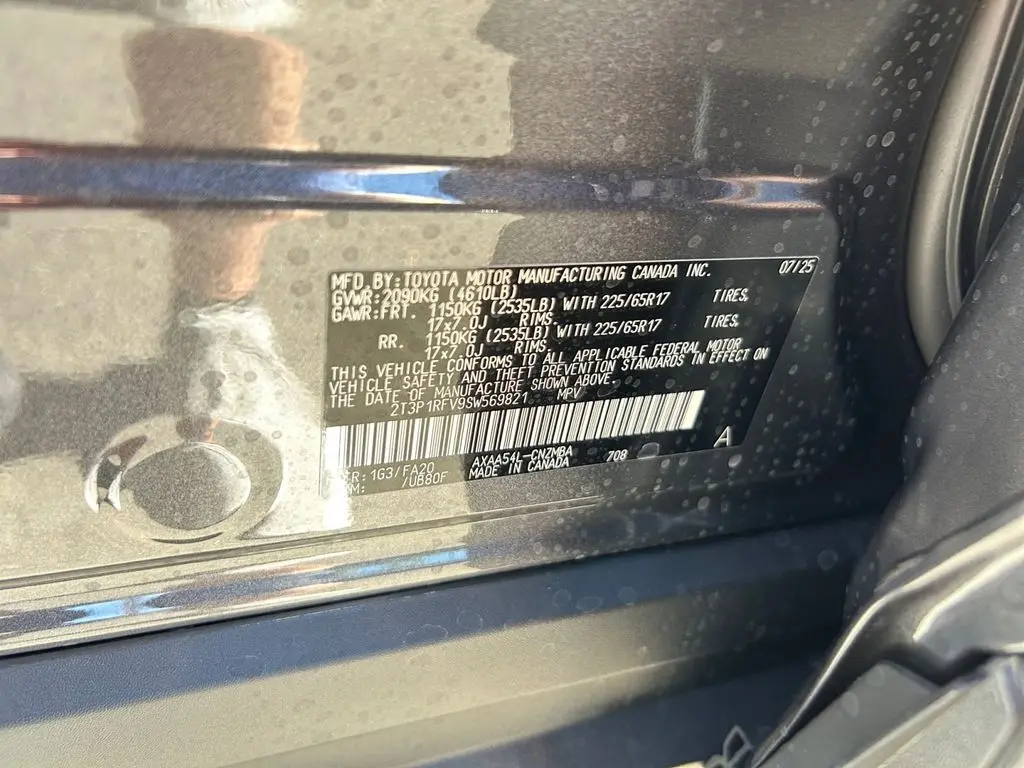 MFD. BY: TOYOTA MOTOR MANUFACTURING CANADA INC. 07/25
GVWR: 2090KG (4610LB)
GAWR: FRT. 1150KG (2535LB) WITH 225/65R17 TIRES,
17x7.0J RIMS.
RR. 1150KG (2535LB) WITH 225/65R17 TIRES,
17x7.0J RIMS.
THIS VEHICLE CONFORMS TO ALL APPLICABLE FEDERAL MOTOR
VEHICLE SAFETY AND THEFT PREVENTION STANDARDS IN EFFECT ON
THE DATE OF MANUFACTURE SHOWN ABOVE.
2T3P1RFV9SW569821 MPV
:1G3/FA20 AXAA54L-CNZMBA 708 A
/UB80F MADE IN CANADA